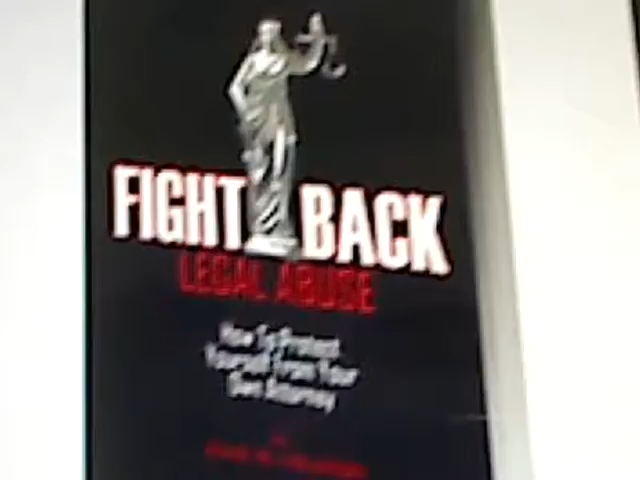 FIGHT BACK
LEGAL ABUSE
How To Protect
Yourself From Your
Own Attorney